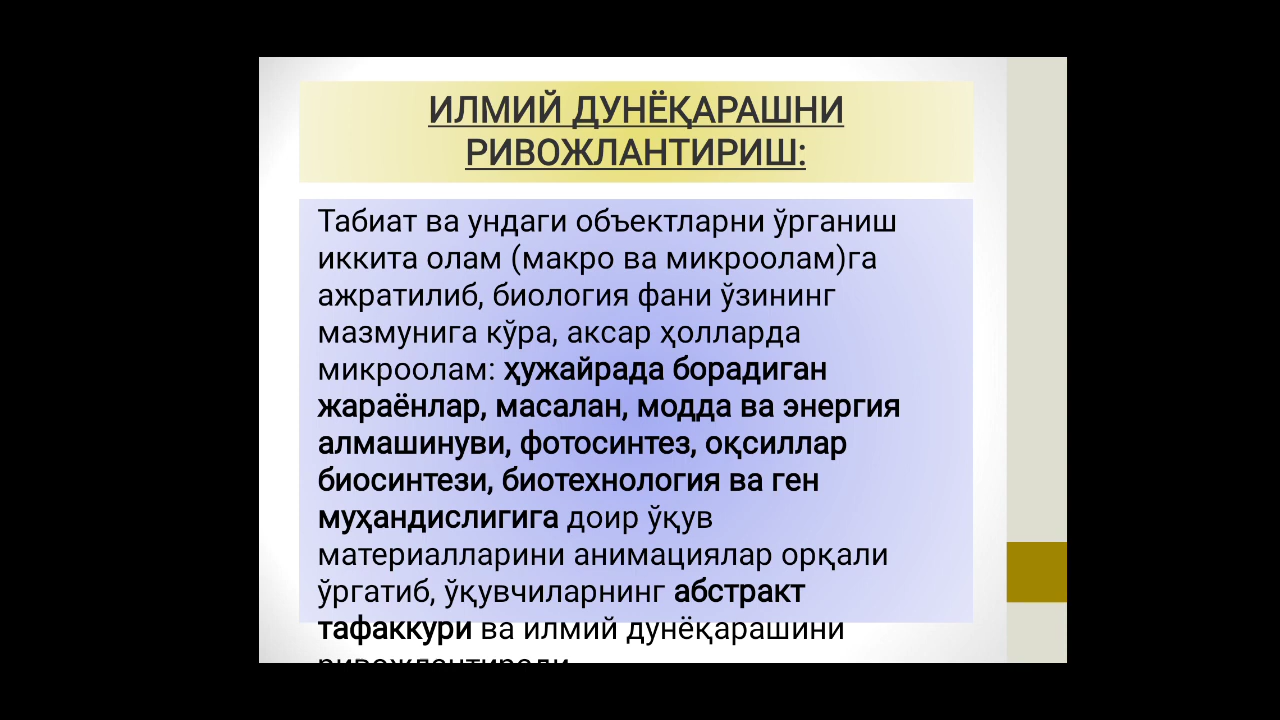 ИЛМИЙ ДУНЁҚАРАШНИ
РИВОЖЛАНТИРИШ:
Табиат ва ундаги объектларни ўрганиш
иккита олам (макро ва микроолам)га
ажратилиб, биология фани ўзининг
мазмунига кўра, аксар ҳолларда
микроолам: ҳужайрада борадиган
жараёнлар, масалан, модда ва энергия
алмашинуви, фотосинтез, оқсиллар
биосинтези, биотехнология ва ген
муҳандислигига доир ўқув
материалларини анимациялар орқали
ўргатиб, ўқувчиларнинг абстракт
тафаккури ва илмий дунёқарашини